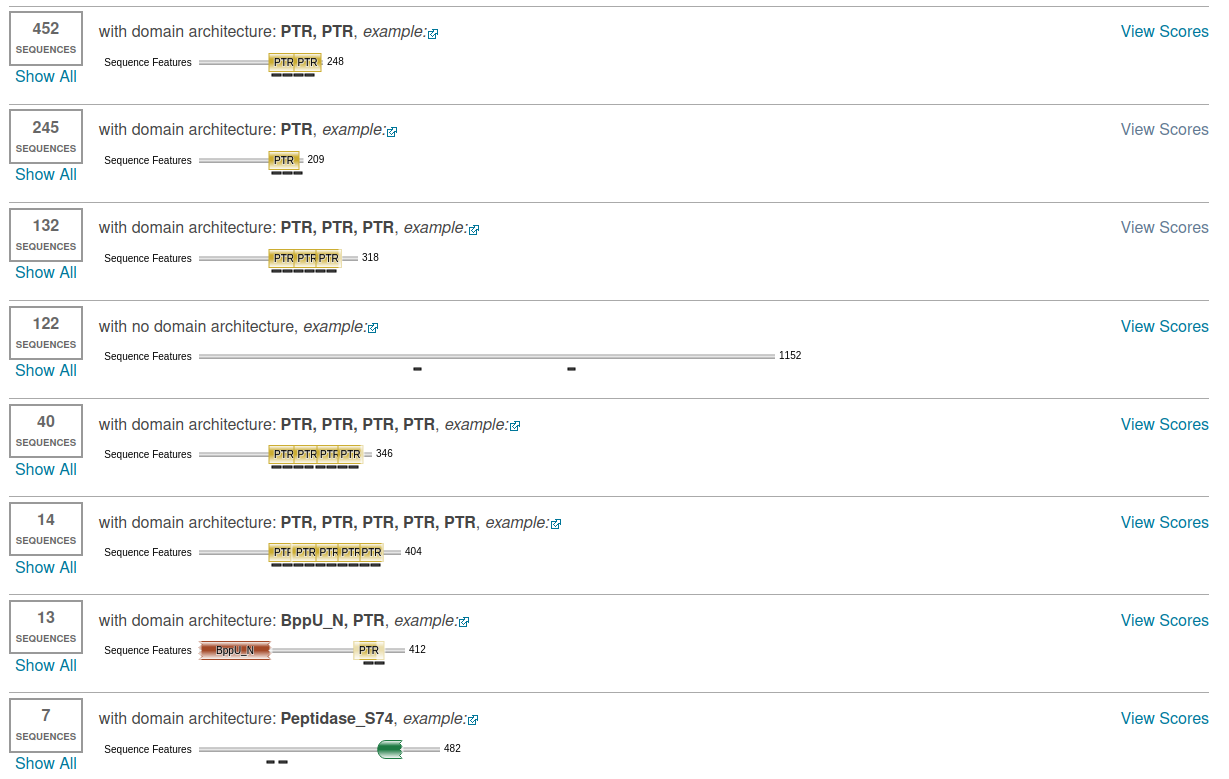 452
SEQUENCES
Show All
with domain architecture: PTR, PTR, example:
View Scores
Sequence Features
PTR PTR
248
245
SEQUENCES
Show All
with domain architecture: PTR, example:
View Scores
Sequence Features
PTR
209
132
SEQUENCES
Show All
with domain architecture: PTR, PTR, PTR, example:
View Scores
Sequence Features
PTR PTR PTR
318
122
SEQUENCES
Show All
with no domain architecture, example:
View Scores
Sequence Features
1152
40
SEQUENCES
Show All
with domain architecture: PTR, PTR, PTR, PTR, example:
View Scores
Sequence Features
PTR PTR PTR PTR
346
14
SEQUENCES
Show All
with domain architecture: PTR, PTR, PTR, PTR, PTR, example:
View Scores
Sequence Features
PTR PTR PTR PTR PTR
404
13
SEQUENCES
Show All
with domain architecture: BppU_N, PTR, example:
View Scores
Sequence Features
BppU_N PTR
412
7
SEQUENCES
Show All
with domain architecture: Peptidase_S74, example:
View Scores
Sequence Features
482